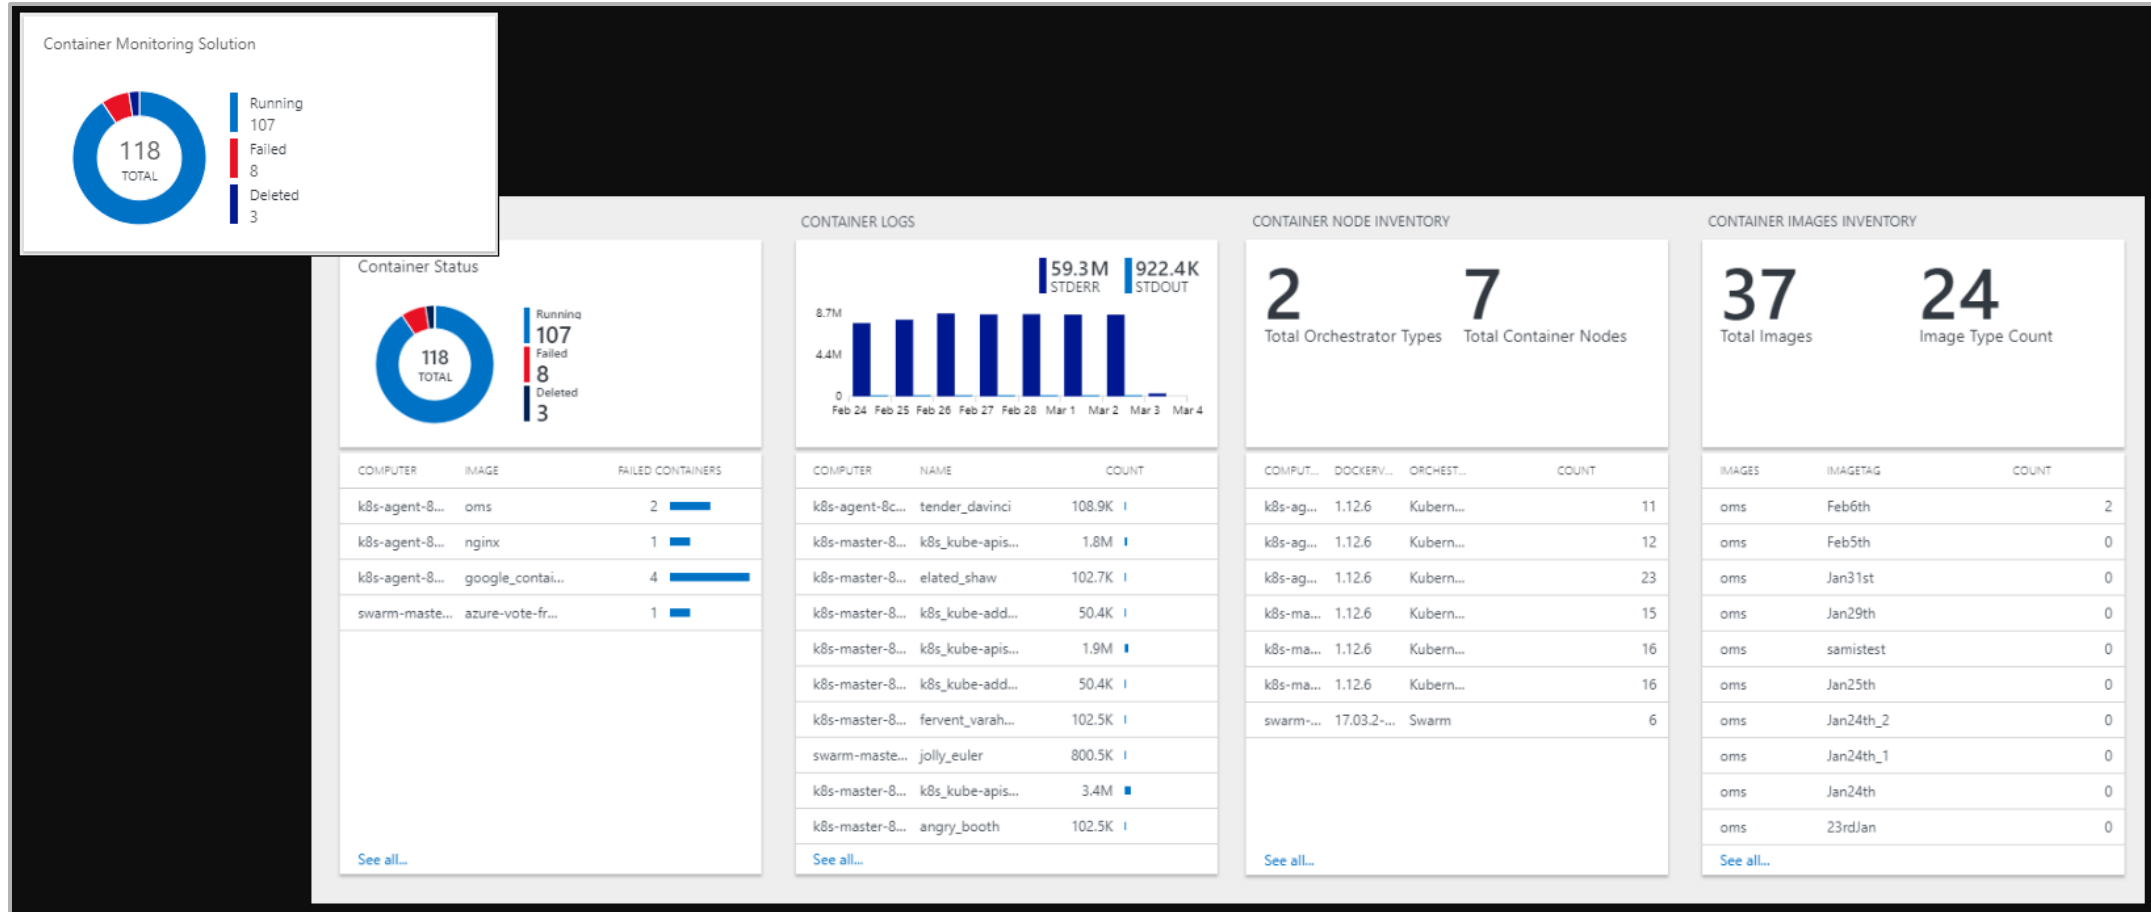 Container Monitoring Solution
118
TOTAL
Running
107
Failed
8
Deleted
3
Container Status
118
TOTAL
Running
107
Failed
8
Deleted
3
COMPUTER IMAGE FAILED CONTAINERS
k8s-agent-8... oms 2
k8s-agent-8... nginx 1
k8s-agent-8... google_contai... 4
swarm-maste... azure-vote-fr... 1
See all...
CONTAINER LOGS
59.3M 922.4K
STDERR STDOUT
8.7M
4.4M
0
Feb 24 Feb 25 Feb 26 Feb 27 Feb 28 Mar 1 Mar 2 Mar 3 Mar 4
COMPUTER NAME COUNT
k8s-agent-8c... tender_davinci 108.9K
k8s-master-8... k8s_kube-apis... 1.8M
k8s-master-8... elated_shaw 102.7K
k8s-master-8... k8s_kube-add... 50.4K
k8s-master-8... k8s_kube-apis... 1.9M
k8s-master-8... k8s_kube-add... 50.4K
k8s-master-8... fervent_varah... 102.5K
swarm-maste... jolly_euler 800.5K
k8s-master-8... k8s_kube-apis... 3.4M
k8s-master-8... angry_booth 102.5K
See all...
CONTAINER NODE INVENTORY
2 7
Total Orchestrator Types Total Container Nodes
COMPUT... DOCKERV... ORCHEST... COUNT
k8s-ag... 1.12.6 Kubern... 11
k8s-ag... 1.12.6 Kubern... 12
k8s-ag... 1.12.6 Kubern... 23
k8s-ma... 1.12.6 Kubern... 15
k8s-ma... 1.12.6 Kubern... 16
k8s-ma... 1.12.6 Kubern... 16
swarm-... 17.03.2-... Swarm 6
See all...
CONTAINER IMAGES INVENTORY
37 24
Total Images Image Type Count
IMAGES IMAGETAG COUNT
oms Feb6th 2
oms Feb5th 0
oms Jan31st 0
oms Jan29th 0
oms samistest 0
oms Jan25th 0
oms Jan24th_2 0
oms Jan24th_1 0
oms Jan24th 0
oms 23rdJan 0
See all...